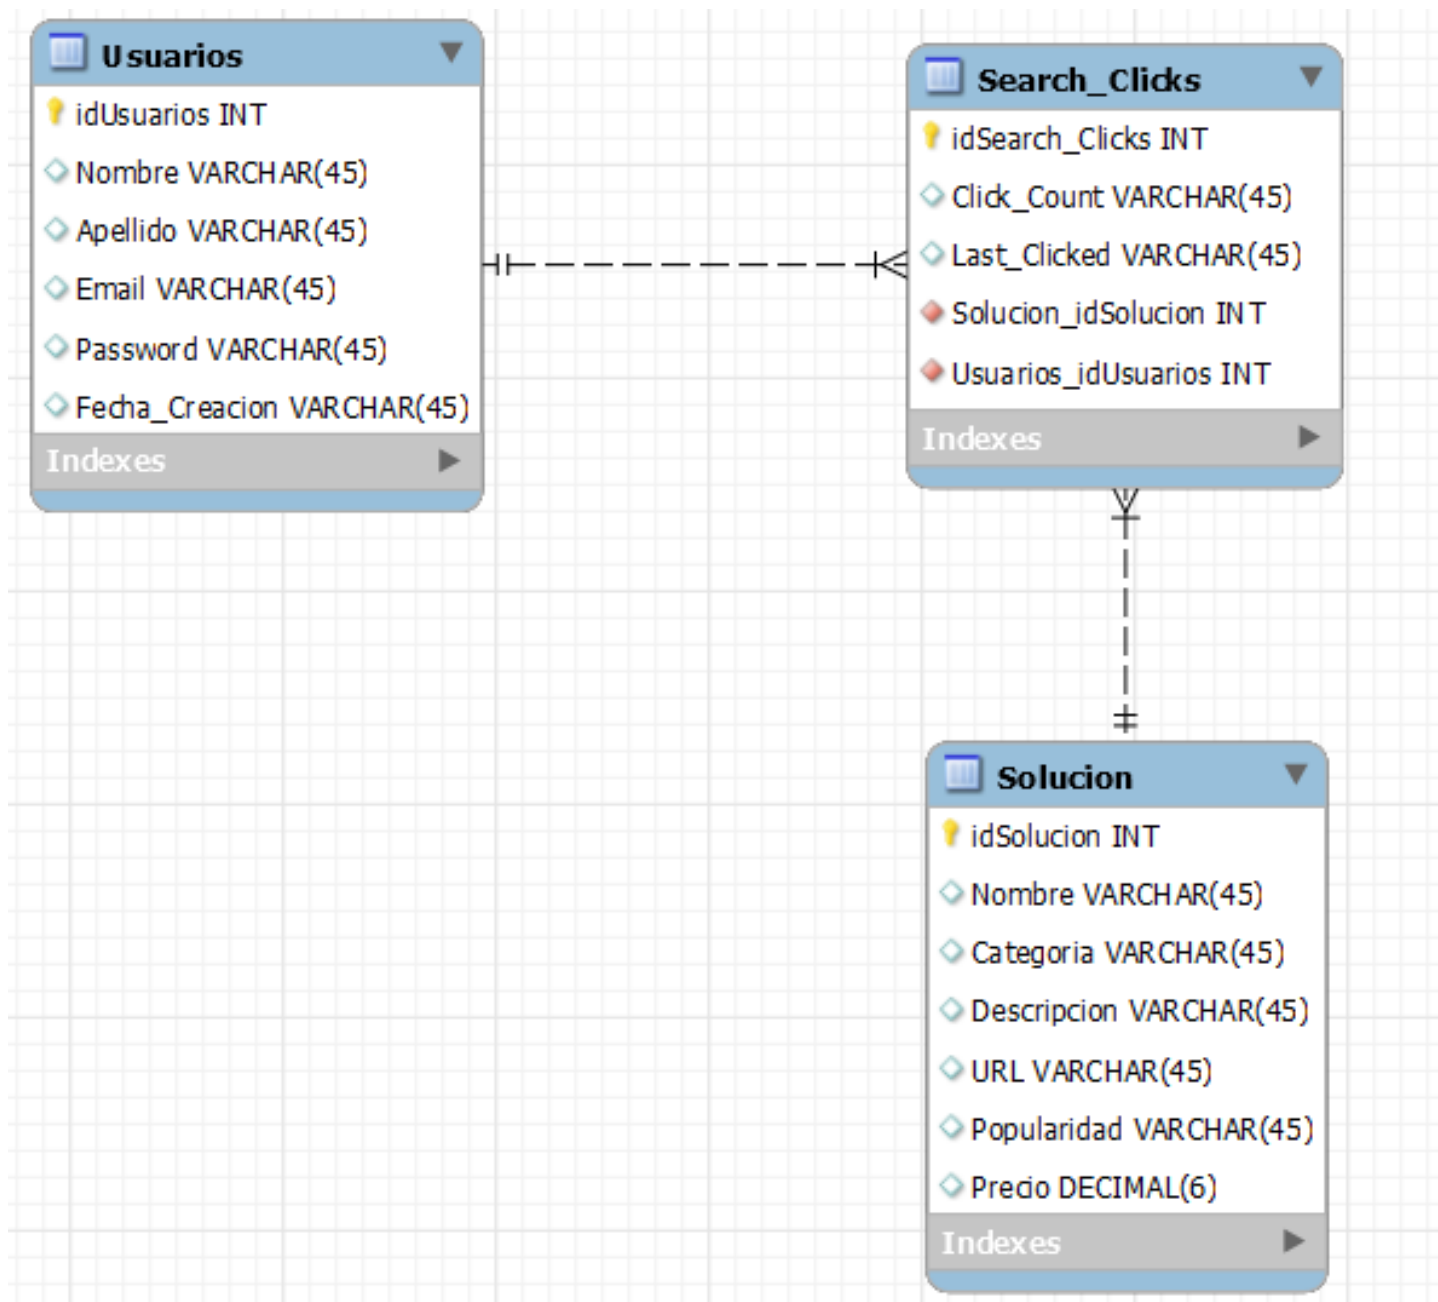 Usuarios
idUsuarios INT
Nombre VARCHAR(45)
Apellido VARCHAR(45)
Email VARCHAR(45)
Password VARCHAR(45)
Fecha_Creacion VARCHAR(45)
Indexes
Search_Clicks
idSearch_Clicks INT
Click_Count VARCHAR(45)
Last_Clicked VARCHAR(45)
Solucion_idSolucion INT
Usuarios_idUsuarios INT
Indexes
Solucion
idSolucion INT
Nombre VARCHAR(45)
Categoria VARCHAR(45)
Descripcion VARCHAR(45)
URL VARCHAR(45)
Popularidad VARCHAR(45)
Precio DECIMAL(6)
Indexes